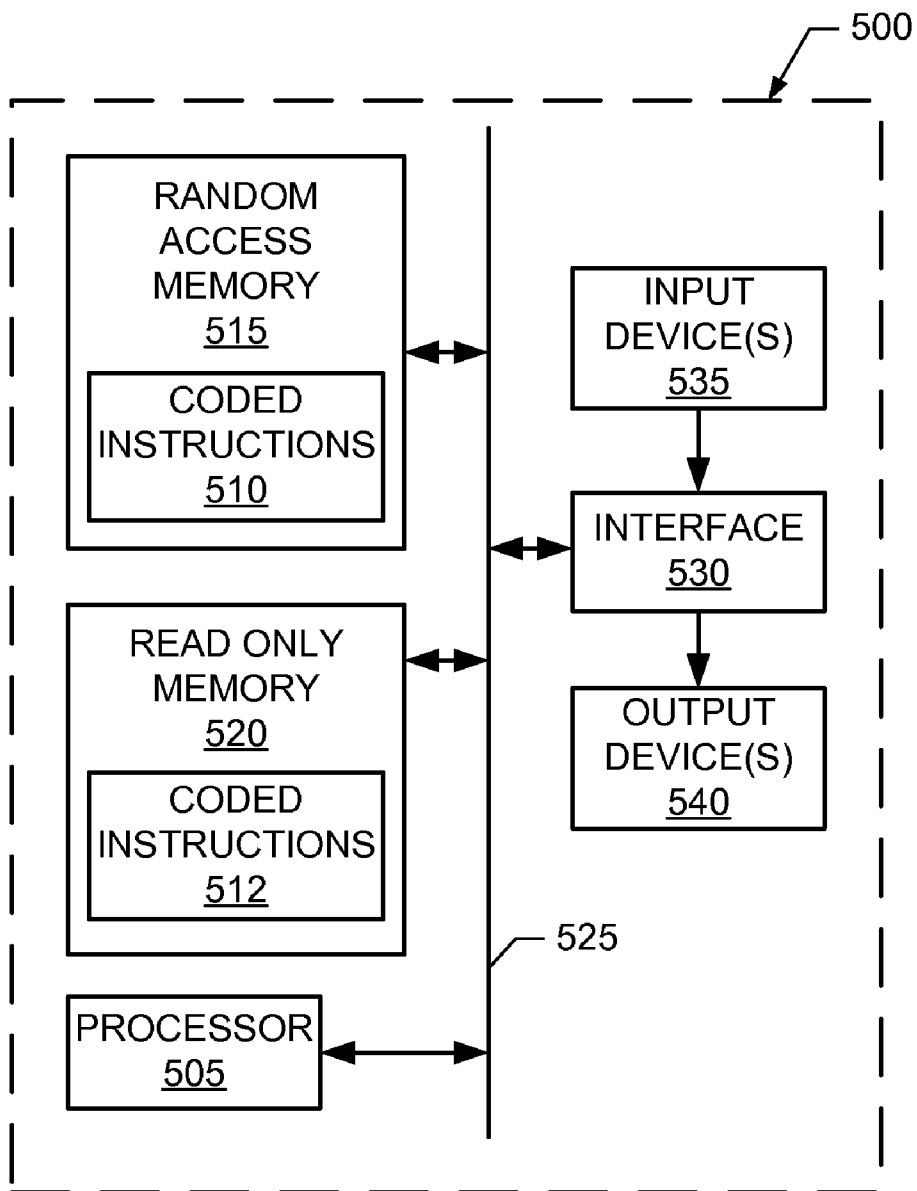 500
RANDOM
ACCESS
MEMORY
515
CODED
INSTRUCTIONS
510
READ ONLY
MEMORY
520
CODED
INSTRUCTIONS
512
PROCESSOR
505
525
INPUT
DEVICE(S)
535
INTERFACE
530
OUTPUT
DEVICE(S)
540